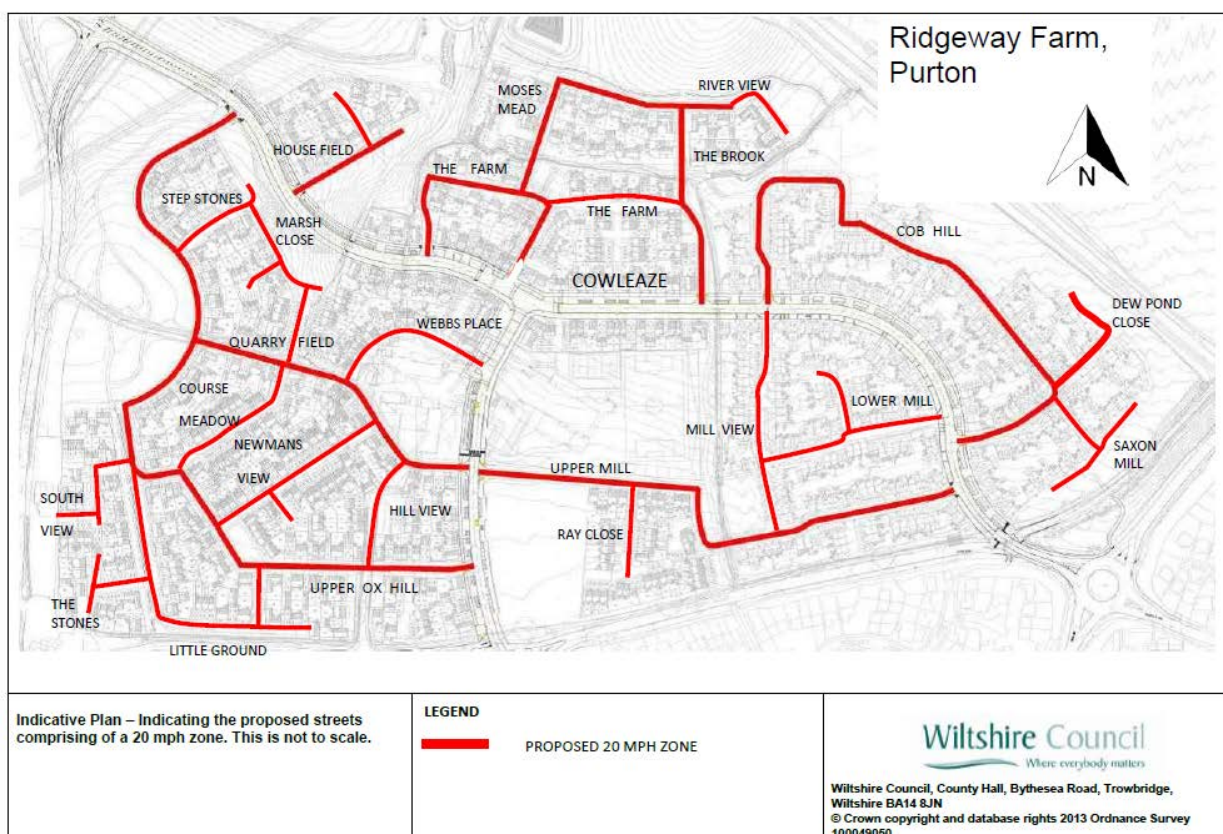 Ridgeway Farm,
Purton
N
MOSES
MEAD
RIVER VIEW
HOUSE FIELD
THE FARM
THE BROOK
STEP STONES
MARSH
CLOSE
THE FARM
COB HILL
COWLEAZE
DEW POND
CLOSE
WEBBS PLACE
QUARRY FIELD
COURSE
MEADOW
LOWER MILL
NEWMANS
VIEW
MILL VIEW
SAXON
MILL
UPPER MILL
SOUTH
VIEW
HILL VIEW
RAY CLOSE
UPPER OX HILL
THE
STONES
LITTLE GROUND
Indicative Plan – Indicating the proposed streets
comprising of a 20 mph zone. This is not to scale.
LEGEND
PROPOSED 20 MPH ZONE
Wiltshire Council
Where everybody matters
Wiltshire Council, County Hall, Bythesea Road, Trowbridge,
Wiltshire BA14 8JN
© Crown copyright and database rights 2013 Ordnance Survey
100049050